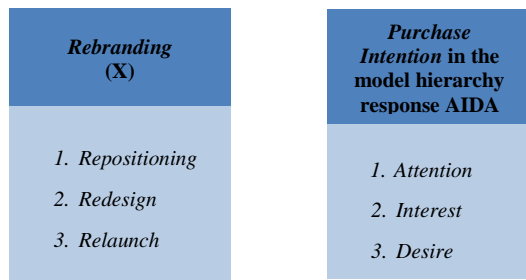 Rebranding
(X)
1. Repositioning
2. Redesign
3. Relaunch
Purchase
Intention in the
model hierarchy
response AIDA
1. Attention
2. Interest
3. Desire